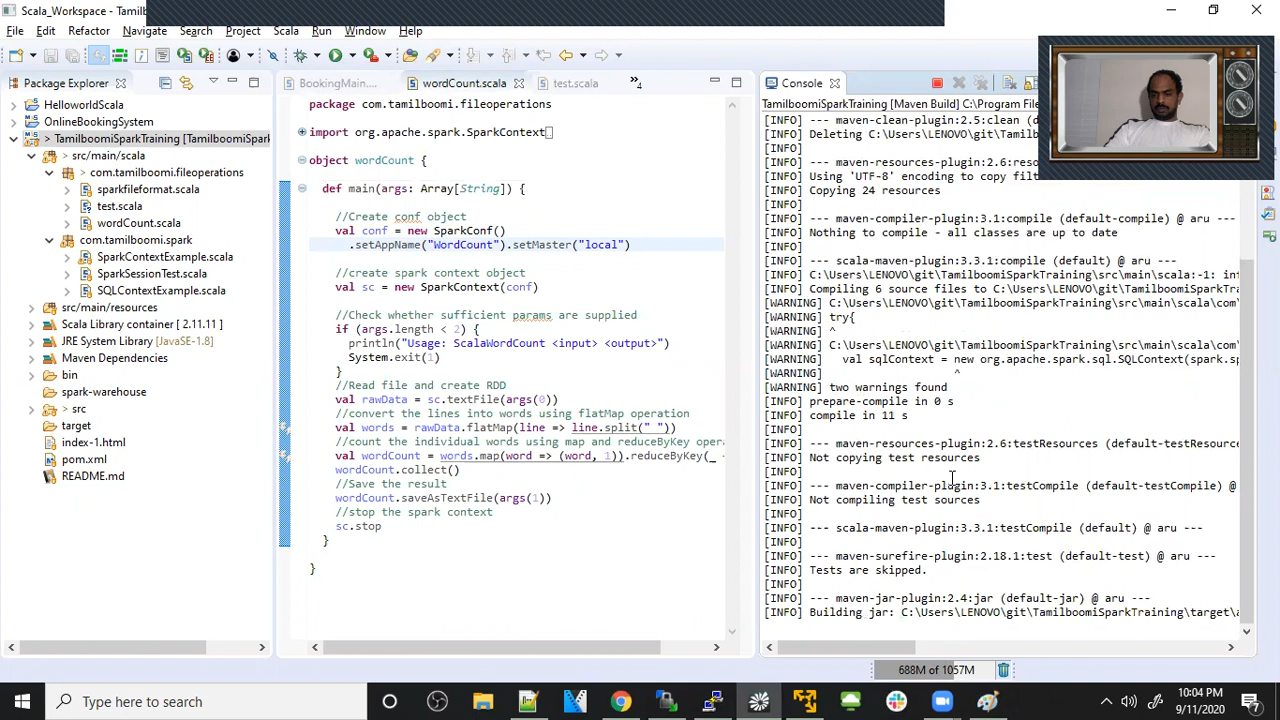 Scala_Workspace - Tamilb
File Edit Refactor Navigate Search Project Scala Run Window Help
Package Explorer
HelloworldScala
OnlineBookingSystem
TamilboomiSparkTraining [TamilboomiSpark
src/main/scala
com.tamilboomi.fileoperations
sparkfileformat.scala
test.scala
wordCount.scala
com.tamilboomi.spark
SparkContextExample.scala
SparkSessionTest.scala
SQLContextExample.scala
src/main/resources
Scala Library container [ 2.11.11 ]
JRE System Library [JavaSE-1.8]
Maven Dependencies
bin
spark-warehouse
src
target
index-1.html
pom.xml
README.md
BookingMain.... wordCount.scala test.scala »4
package com.tamilboomi.fileoperations
import org.apache.spark.SparkContext
object wordCount {
def main(args: Array[String]) {
//Create conf object
val conf = new SparkConf()
.setAppName("WordCount").setMaster("local")
//create spark context object
val sc = new SparkContext(conf)
//Check whether sufficient params are supplied
if (args.length < 2) {
println("Usage: ScalaWordCount <input> <output>")
System.exit(1)
}
//Read file and create RDD
val rawData = sc.textFile(args(0))
//convert the lines into words using flatMap operation
val words = rawData.flatMap(line => line.split(" "))
//count the individual words using map and reduceByKey oper
val wordCount = words.map(word => (word, 1)).reduceByKey(_ 
wordCount.collect()
//Save the result
wordCount.saveAsTextFile(args(1))
//stop the spark context
sc.stop
}
}
Console
TamilboomiSparkTraining [Maven Build] C:\Program Fi
[INFO] --- maven-clean-plugin:2.5:clean (d
[INFO] Deleting C:\Users\LENOVO\git\Tamilb
[INFO]
[INFO] --- maven-resources-plugin:2.6:reso
[INFO] Using 'UTF-8' encoding to copy filt
[INFO] Copying 24 resources
[INFO]
[INFO] --- maven-compiler-plugin:3.1:compile (default-compile) @ aru ---
[INFO] Nothing to compile - all classes are up to date
[INFO]
[INFO] --- scala-maven-plugin:3.3.1:compile (default) @ aru ---
[INFO] C:\Users\LENOVO\git\TamilboomiSparkTraining\src\main\scala:-1: inf
[INFO] Compiling 6 source files to C:\Users\LENOVO\git\TamilboomiSparkTra
[WARNING] C:\Users\LENOVO\git\TamilboomiSparkTraining\src\main\scala\com\
[WARNING] try{
[WARNING] ^
[WARNING] C:\Users\LENOVO\git\TamilboomiSparkTraining\src\main\scala\com\
[WARNING] val sqlContext = new org.apache.spark.sql.SQLContext(spark.sp
[WARNING] ^
[WARNING] two warnings found
[INFO] prepare-compile in 0 s
[INFO] compile in 11 s
[INFO]
[INFO] --- maven-resources-plugin:2.6:testResources (default-testResource
[INFO] Not copying test resources
[INFO]
[INFO] --- maven-compiler-plugin:3.1:testCompile (default-testCompile) @
[INFO] Not compiling test sources
[INFO]
[INFO] --- scala-maven-plugin:3.3.1:testCompile (default) @ aru ---
[INFO]
[INFO] --- maven-surefire-plugin:2.18.1:test (default-test) @ aru ---
[INFO] Tests are skipped.
[INFO]
[INFO] --- maven-jar-plugin:2.4:jar (default-jar) @ aru ---
[INFO] Building jar: C:\Users\LENOVO\git\TamilboomiSparkTraining\target\a
688M of 1057M
Type here to search
10:04 PM
9/11/2020
7